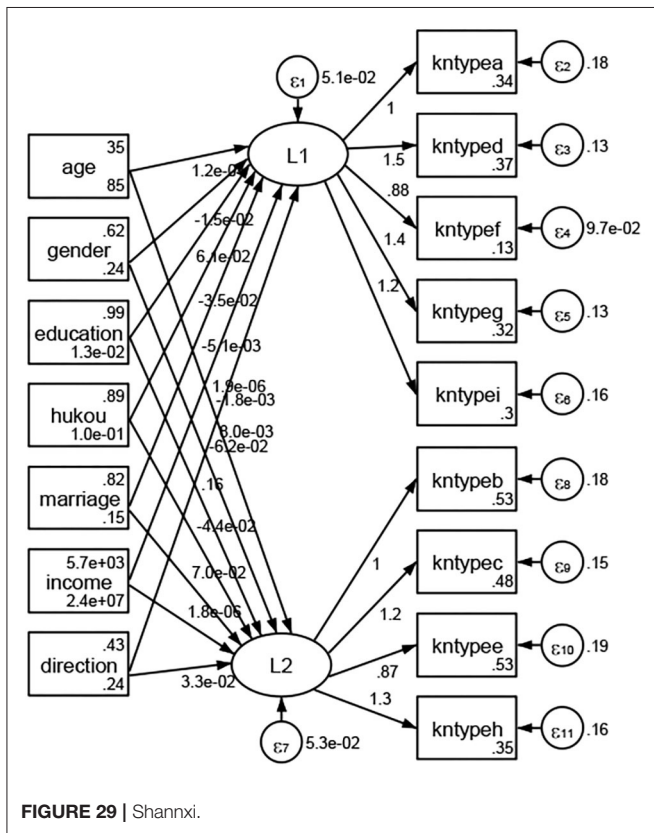 ε1 5.1e-02
L1
35
age
85
.62
gender
.24
.99
education
1.3e-02
.89
hukou
1.0e-01
.82
marriage
.15
5.7e+03
income
2.4e+07
.43
direction
.24
-1.5e-02
6.1e-02
-3.5e-02
-5.1e-03
1.9e-06
-1.8e-03
-6.2e-02
.16
-4.4e-02
7.0e-02
1.8e-06
3.3e-02
L2
ε7 5.3e-02
1
1.5
.88
1.4
1.2
kntypea
.34
ε2 .18
kntyped
.37
ε3 .13
kntypef
.13
ε4 9.7e-02
kntypeg
.32
ε5 .13
kntypei
.3
ε6 .16
1
1.2
.87
1.3
kntypeb
.53
ε8 .18
kntypec
.48
ε9 .15
kntypee
.53
ε10 .19
kntypeh
.35
ε11 .16
FIGURE 29 | Shannxi.